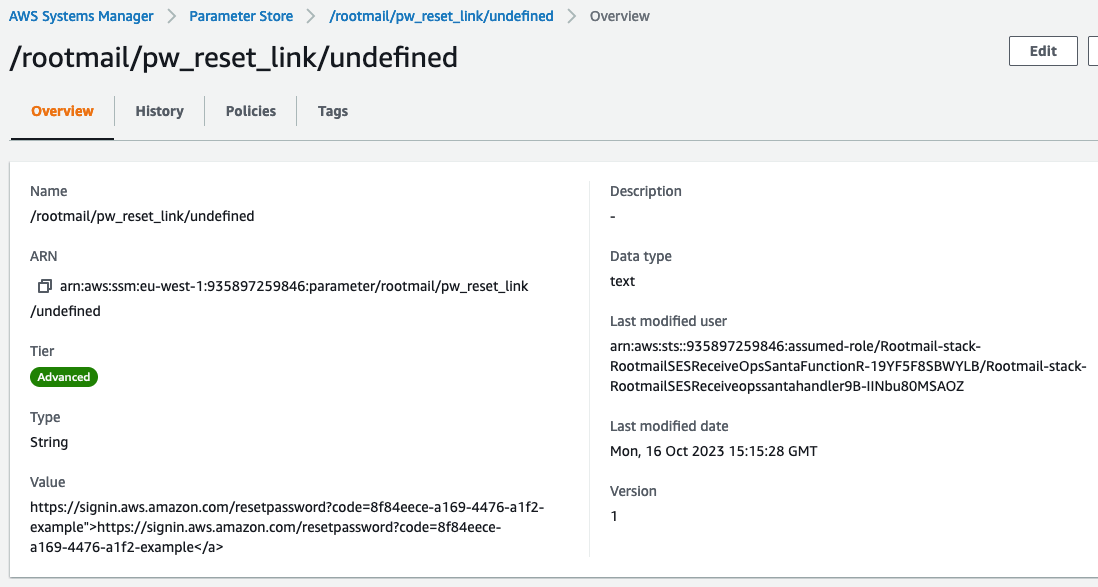 AWS Systems Manager > Parameter Store > /rootmail/pw_reset_link/undefined > Overview
/rootmail/pw_reset_link/undefined
Edit
Overview
History
Policies
Tags
Name
/rootmail/pw_reset_link/undefined
ARN
arn:aws:ssm:eu-west-1:935897259846:parameter/rootmail/pw_reset_link
/undefined
Tier
Advanced
Type
String
Value
https://signin.aws.amazon.com/resetpassword?code=8f84eece-a169-4476-a1f2-
example">https://signin.aws.amazon.com/resetpassword?code=8f84eece-
a169-4476-a1f2-example</a>
Description
-
Data type
text
Last modified user
arn:aws:sts::935897259846:assumed-role/Rootmail-stack-
RootmailSESReceiveOpsSantaFunctionR-19YF5F8SBWYLB/Rootmail-stack-
RootmailSESReceiveopssantahandler9B-IINbu80MSAOZ
Last modified date
Mon, 16 Oct 2023 15:15:28 GMT
Version
1